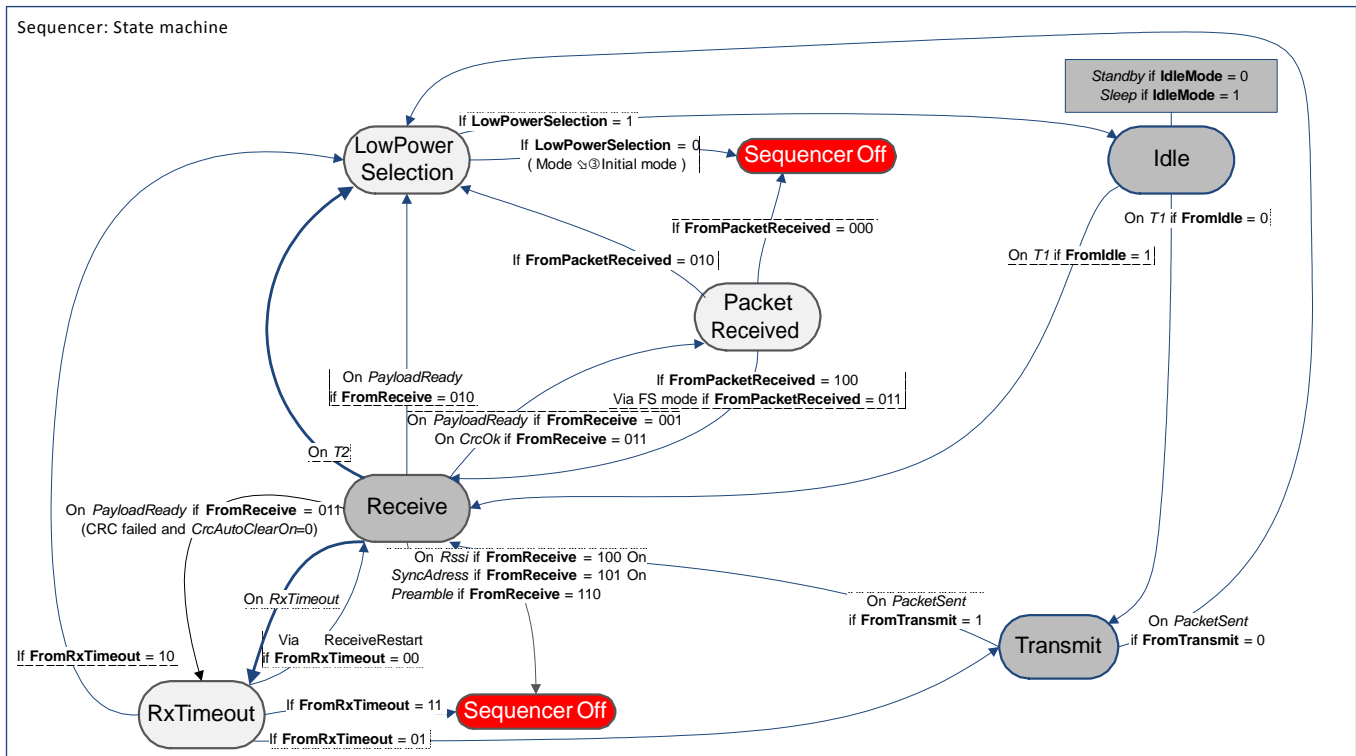 Sequencer: State machine
Standby if IdleMode = 0
Sleep if IdleMode = 1
If LowPowerSelection = 1
LowPower
Selection
If LowPowerSelection = 0
( Mode ⇘③ Initial mode )
Sequencer Off
Idle
On T1 if FromIdle = 0
If FromPacketReceived = 000
On T1 if FromIdle = 1
If FromPacketReceived = 010
Packet
Received
On PayloadReady
if FromReceive = 010
If FromPacketReceived = 100
Via FS mode if FromPacketReceived = 011
On PayloadReady if FromReceive = 001
On CrcOk if FromReceive = 011
On T2
Receive
On PayloadReady if FromReceive = 011
(CRC failed and CrcAutoClearOn=0)
On Rssi if FromReceive = 100 On
SyncAdress if FromReceive = 101 On
Preamble if FromReceive = 110
On RxTimeout
On PacketSent
if FromTransmit = 1
On PacketSent
if FromTransmit = 0
Transmit
Via ReceiveRestart
if FromRxTimeout = 00
If FromRxTimeout = 10
RxTimeout
If FromRxTimeout = 11
Sequencer Off
If FromRxTimeout = 01